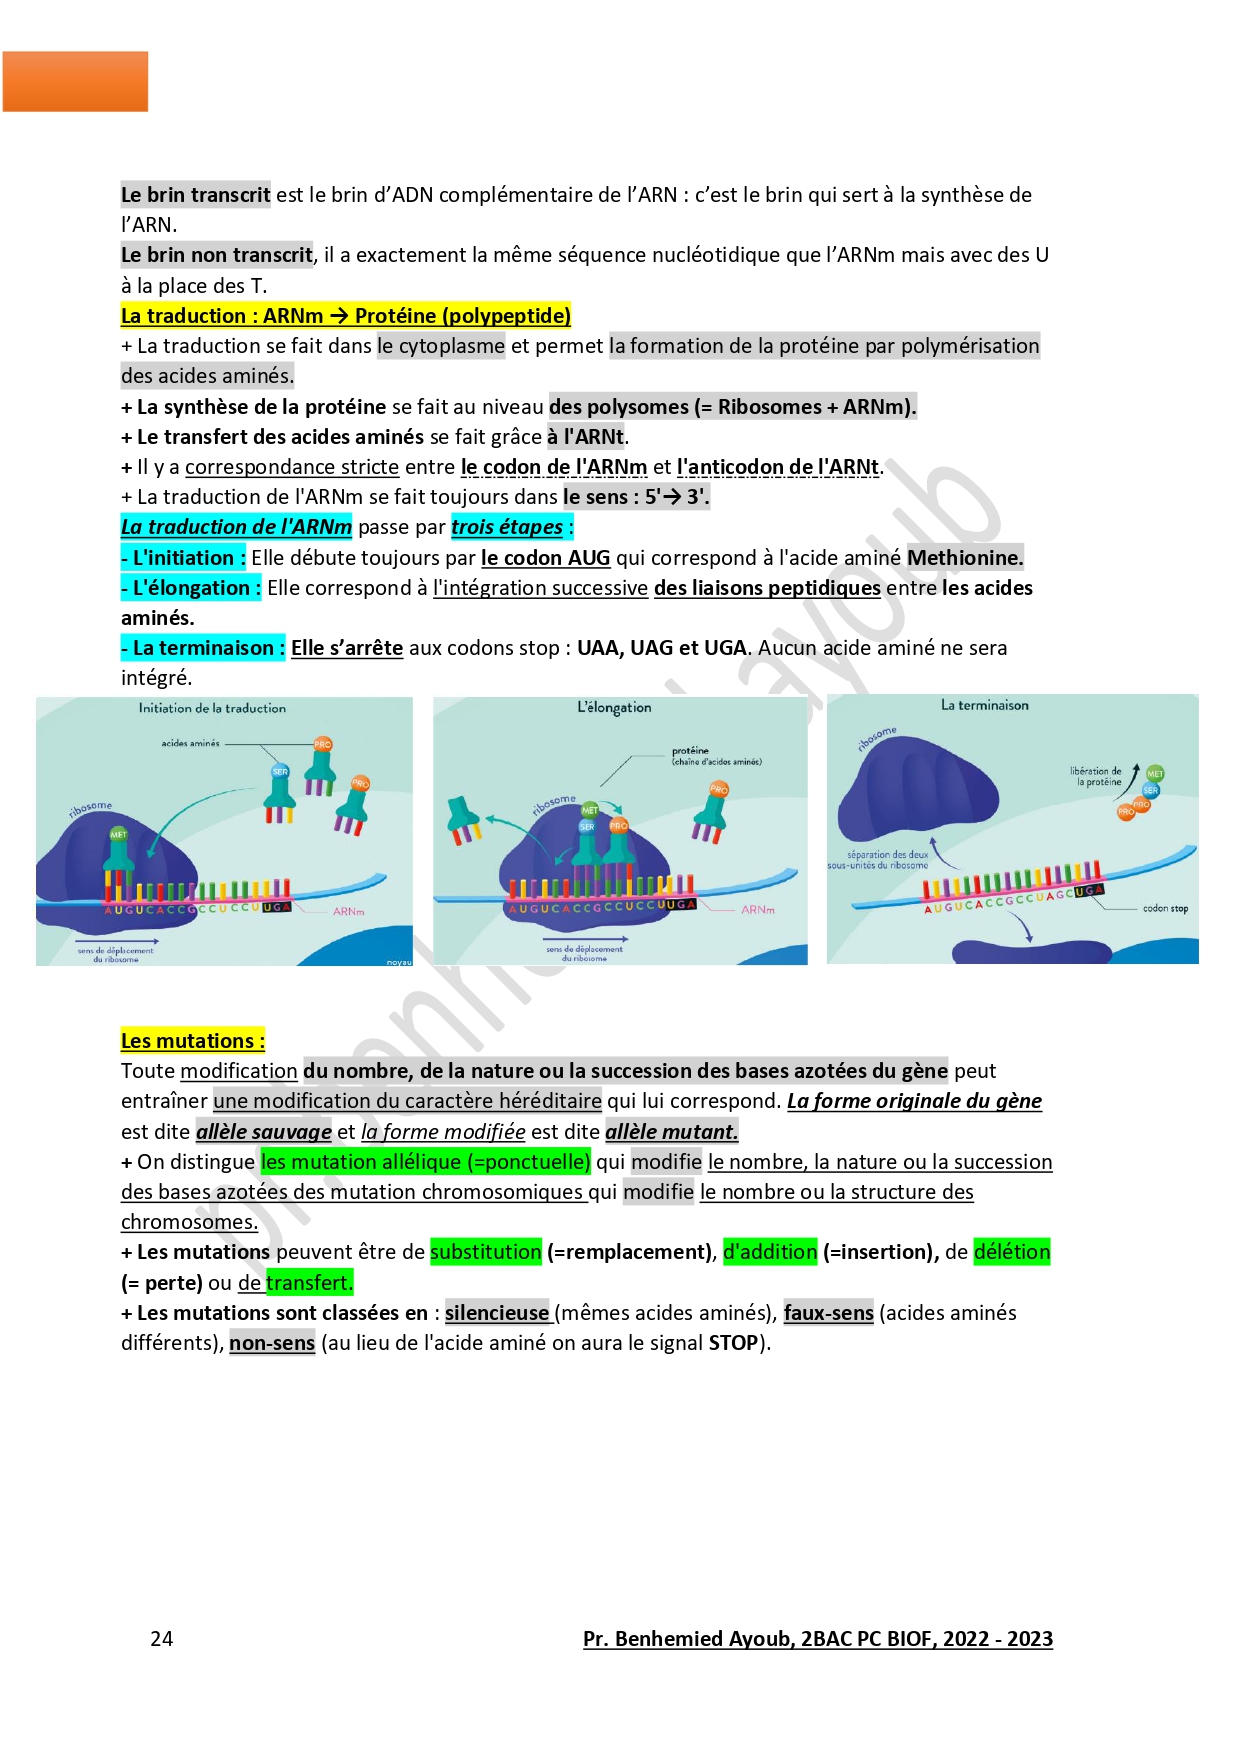 Le brin transcrit est le brin d’ADN complémentaire de l’ARN : c’est le brin qui sert à la synthèse de
l’ARN.
Le brin non transcrit, il a exactement la même séquence nucléotidique que l’ARNm mais avec des U
à la place des T.
La traduction : ARNm → Protéine (polypeptide)
+ La traduction se fait dans le cytoplasme et permet la formation de la protéine par polymérisation
des acides aminés.
+ La synthèse de la protéine se fait au niveau des polysomes (= Ribosomes + ARNm).
+ Le transfert des acides aminés se fait grâce à l'ARNt.
+ Il y a correspondance stricte entre le codon de l'ARNm et l'anticodon de l'ARNt.
+ La traduction de l'ARNm se fait toujours dans le sens : 5'→ 3'.
La traduction de l'ARNm passe par trois étapes :
- L'initiation : Elle débute toujours par le codon AUG qui correspond à l'acide aminé Methionine.
- L'élongation : Elle correspond à l'intégration successive des liaisons peptidiques entre les acides
aminés.
- La terminaison : Elle s’arrête aux codons stop : UAA, UAG et UGA. Aucun acide aminé ne sera
intégré.
Initiation de la traduction
acides aminés
PRO
SER
PRO
ribosome
MET
AUGUCACCGCCUCCUUGA
ARNm
sens de déplacement
du ribosome
noyau
L’élongation
protéine
(chaîne d’acides aminés)
ribosome
MET
SER
PRO
PRO
AUGUCACCGCCUCCUUGA
ARNm
sens de déplacement
du ribosome
La terminaison
ribosome
libération de
la protéine
MET
SER
PRO
PRO
séparation des deux
sous-unités du ribosome
AUGUCACCGCCUAGCUGA
codon stop
Les mutations :
Toute modification du nombre, de la nature ou la succession des bases azotées du gène peut
entraîner une modification du caractère héréditaire qui lui correspond. La forme originale du gène
est dite allèle sauvage et la forme modifiée est dite allèle mutant.
+ On distingue les mutation allélique (=ponctuelle) qui modifie le nombre, la nature ou la succession
des bases azotées des mutation chromosomiques qui modifie le nombre ou la structure des
chromosomes.
+ Les mutations peuvent être de substitution (=remplacement), d'addition (=insertion), de délétion
(= perte) ou de transfert.
+ Les mutations sont classées en : silencieuse (mêmes acides aminés), faux-sens (acides aminés
différents), non-sens (au lieu de l'acide aminé on aura le signal STOP).
24 Pr. Benhemied Ayoub, 2BAC PC BIOF, 2022 - 2023